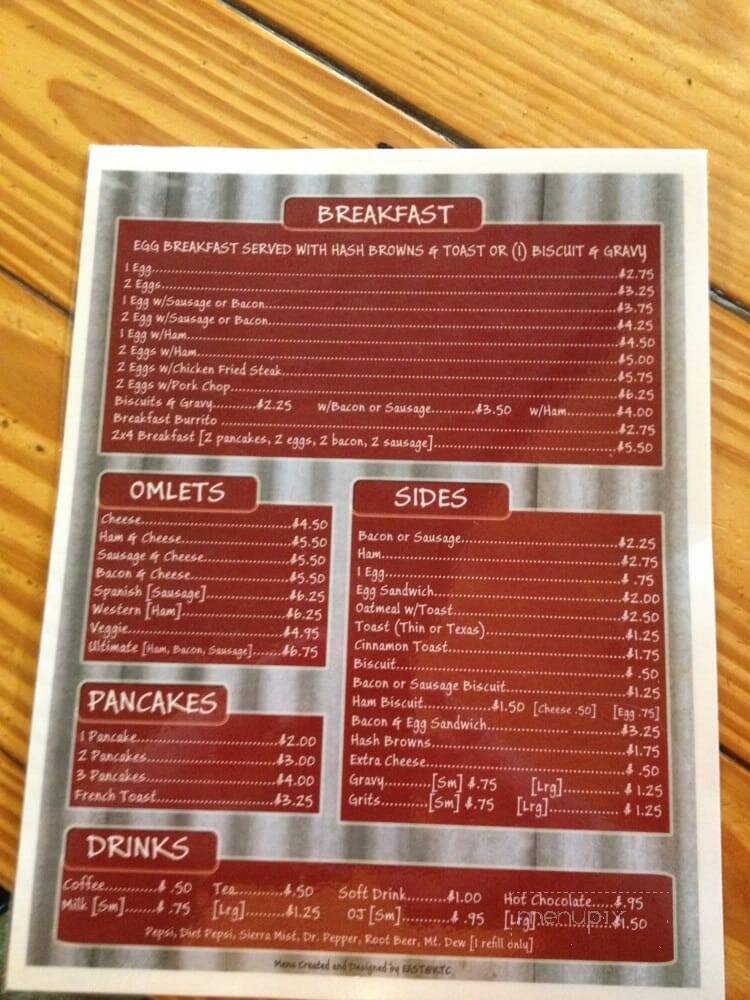 BREAKFAST
EGG BREAKFAST SERVED WITH HASH BROWNS & TOAST OR (1) BISCUIT & GRAVY
1 Egg $2.75
2 Eggs $3.25
1 Egg w/Sausage or Bacon $3.75
2 Egg w/Sausage or Bacon $4.25
1 Egg w/Ham $4.50
2 Eggs w/Ham $5.00
2 Eggs w/Chicken Fried Steak $5.75
2 Eggs w/Pork Chop $6.25
Biscuits & Gravy $2.25 w/Bacon or Sausage $3.50 w/Ham $4.00
Breakfast Burrito $2.75
2x4 Breakfast [2 pancakes, 2 eggs, 2 bacon, 2 sausage] $5.50
OMLETS
Cheese $4.50
Ham & Cheese $5.50
Sausage & Cheese $5.50
Bacon & Cheese $5.50
Spanish [Sausage] $6.25
Western [Ham] $6.25
Veggie $4.95
Ultimate [Ham, Bacon, Sausage] $6.75
SIDES
Bacon or Sausage $2.25
Ham $2.75
1 Egg $ .75
Egg Sandwich $2.00
Oatmeal w/Toast $2.50
Toast (Thin or Texas) $1.25
Cinnamon Toast $1.75
Biscuit $ .50
Bacon or Sausage Biscuit $1.25
Ham Biscuit $1.50 [Cheese .50] [Egg .75]
Bacon & Egg Sandwich $3.25
Hash Browns $1.75
Extra Cheese $ .50
Gravy [Sm] $.75 [Lrg] $ 1.25
Grits [Sm] $.75 [Lrg] $ 1.25
PANCAKES
1 Pancake $2.00
2 Pancakes $3.00
3 Pancakes $4.00
French Toast $3.25
DRINKS
Coffee $ .50 Tea $.50 Soft Drink $1.00 Hot Chocolate $.95
Milk [Sm] $ .75 [Lrg] $1.25 OJ [Sm] $ .95 [Lrg] $1.50
Pepsi, Diet Pepsi, Sierra Mist, Dr. Pepper, Root Beer, Mt. Dew [1 refill only]
menupix
Menu Created and Designed by